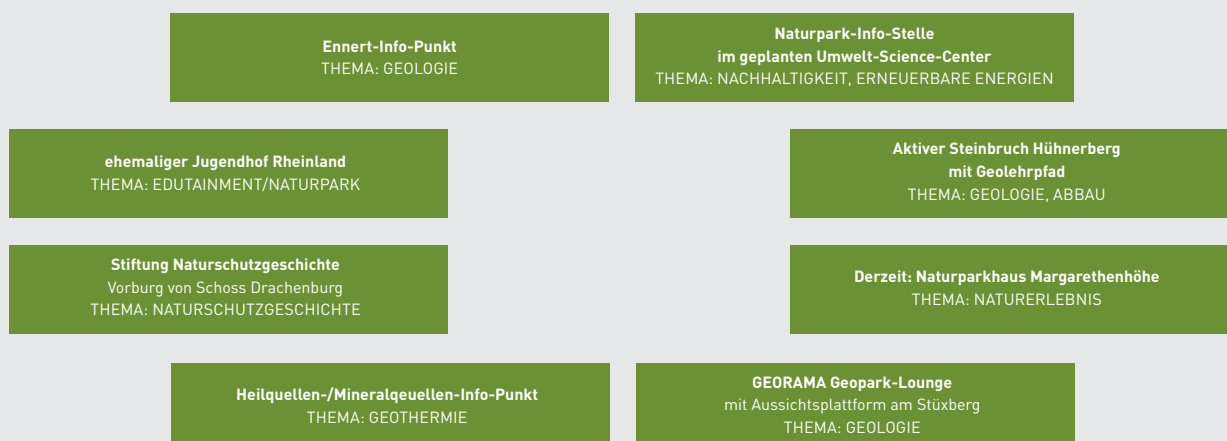 Ennert-Info-Punkt
THEMA: GEOLOGIE
Naturpark-Info-Stelle
im geplanten Umwelt-Science-Center
THEMA: NACHHALTIGKEIT, ERNEUERBARE ENERGIEN
ehemaliger Jugendhof Rheinland
THEMA: EDUTAINMENT/NATURPARK
Aktiver Steinbruch Hühnerberg
mit Geolehrpfad
THEMA: GEOLOGIE, ABBAU
Stiftung Naturschutzgeschichte
Vorburg von Schoss Drachenburg
THEMA: NATURSCHUTZGESCHICHTE
Derzeit: Naturparkhaus Margarethenhöhe
THEMA: NATURERLEBNIS
Heilquellen-/Mineralqeuellen-Info-Punkt
THEMA: GEOTHERMIE
GEORAMA Geopark-Lounge
mit Aussichtsplattform am Stüxberg
THEMA: GEOLOGIE